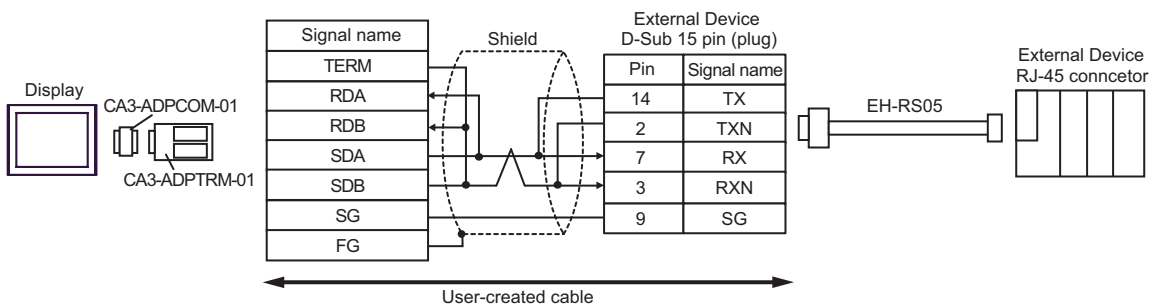 Display
CA3-ADPCOM-01
CA3-ADPTRM-01
Signal name
TERM
RDA
RDB
SDA
SDB
SG
FG
Shield
External Device
D-Sub 15 pin (plug)
Pin Signal name
14 TX
2 TXN
7 RX
3 RXN
9 SG
EH-RS05
External Device
RJ-45 conncetor
User-created cable